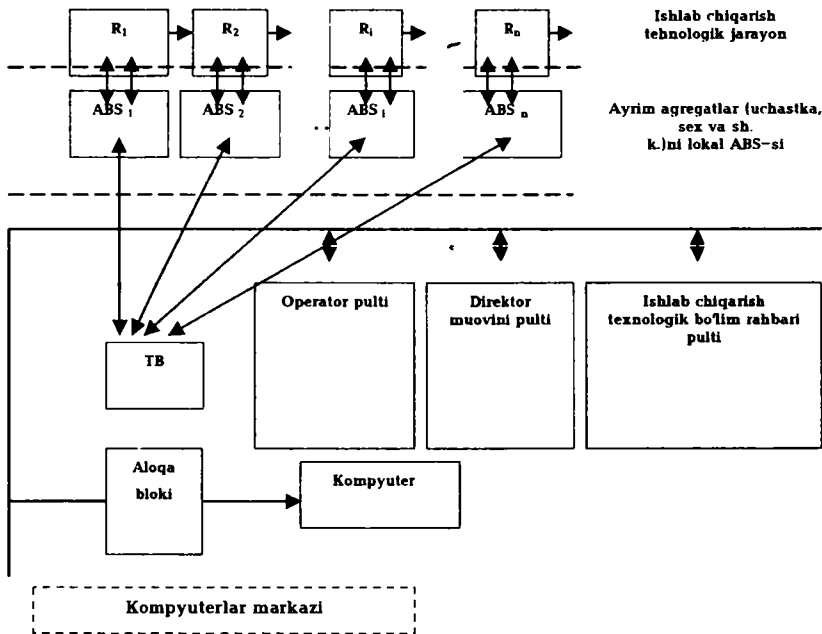 R1
R2
Ri
Rn
Ishlab chiqarish
tehnologik jarayon
ABS 1
ABS 2
..
ABS i
ABS n
Ayrim agregatlar (uchastka,
sex va sh.
k.)ni lokal ABS-si
Operator pulti
Direktor
muovini pulti
Ishlab chiqarish
texnologik bo'lim rahbari
pulti
TB
Aloqa
bloki
Kompyuter
Kompyuterlar markazi